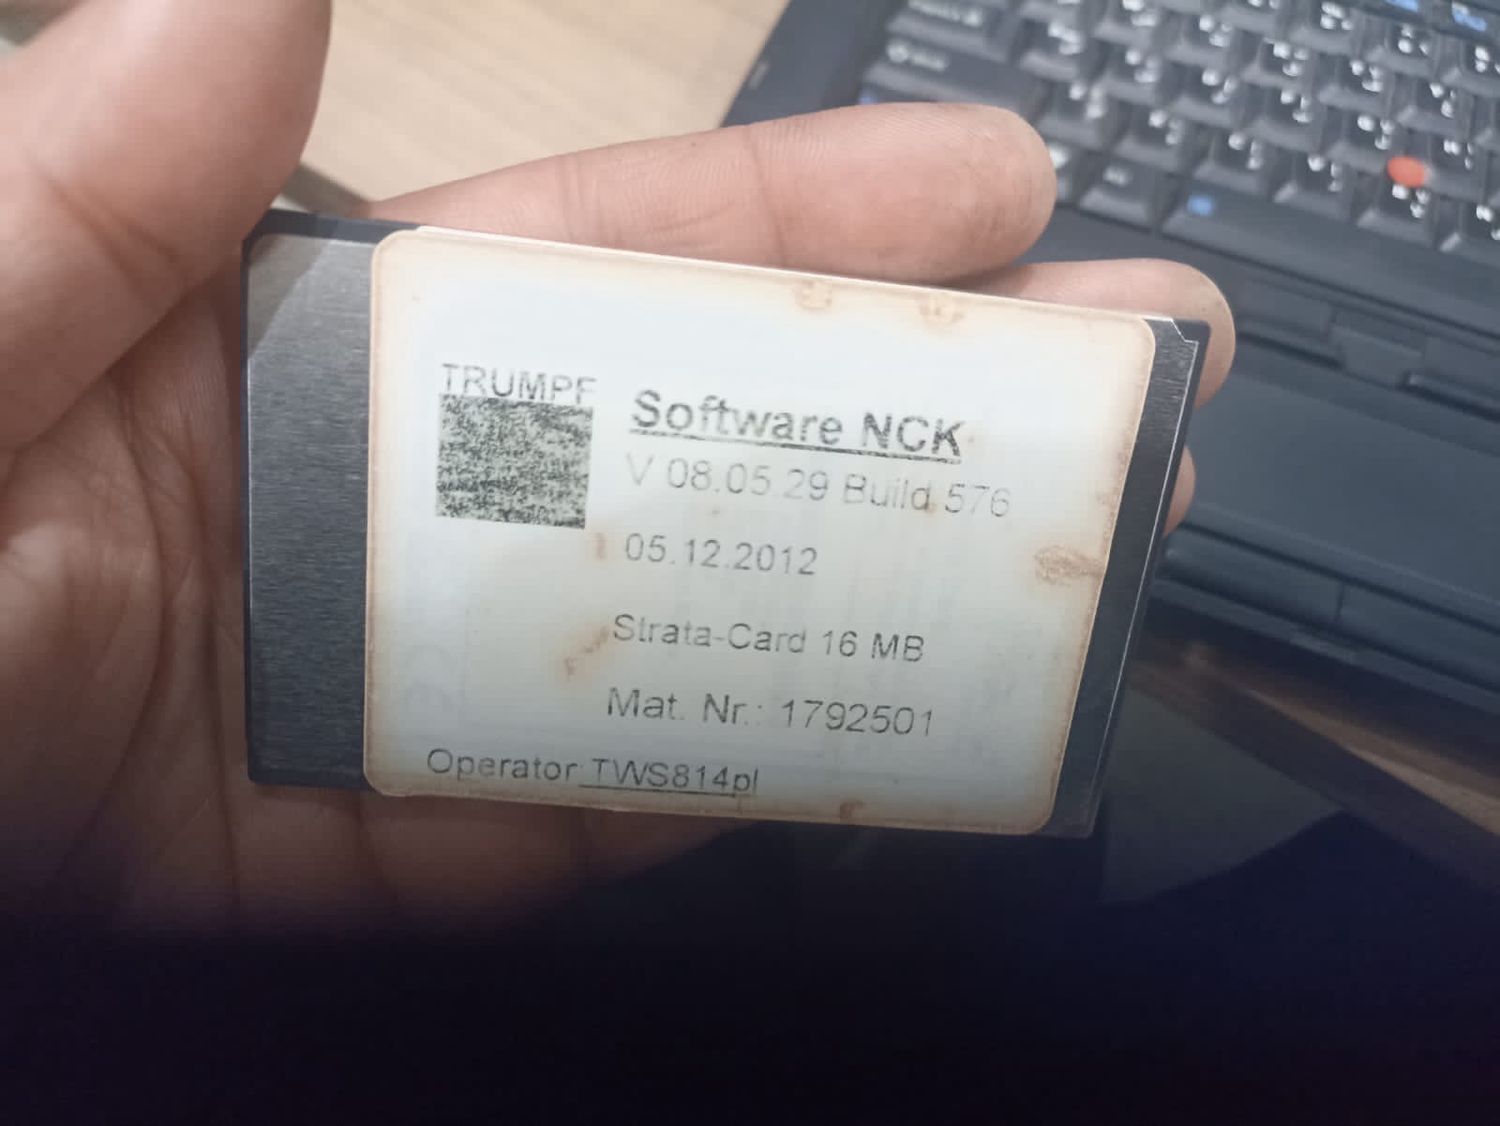 TRUMPF
Software NCK
V 08.05.29 Build 576
05.12.2012
Strata-Card 16 MB
Mat. Nr.: 1792501
Operator TWS814pl